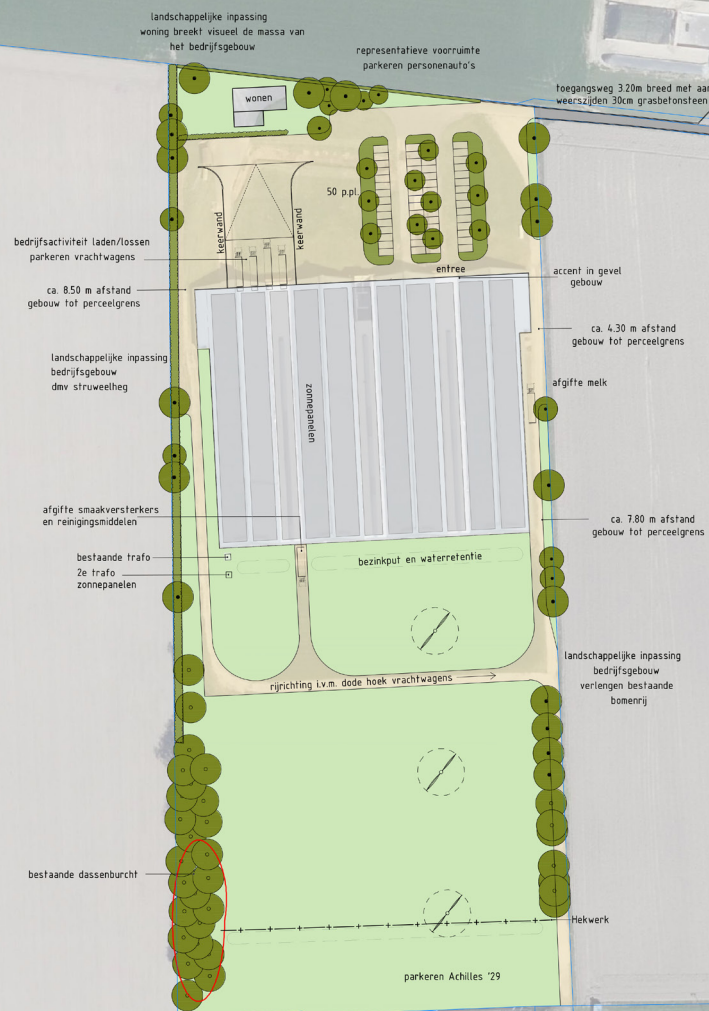 landschappelijke inpassing
woning breekt visueel de massa van
het bedrijfsgebouw
representatieve voorruimte
parkeren personenauto's
toegangsweg 3.20m breed met aan
weerszijden 30cm grasbetonsteen
wonen
50 p.pl.
keerwand
keerwand
bedrijfsactiviteit laden/lossen
parkeren vrachtwagens
entree
accent in gevel
gebouw
ca. 8.50 m afstand
gebouw tot perceelgrens
ca. 4.30 m afstand
gebouw tot perceelgrens
landschappelijke inpassing
bedrijfsgebouw
dmv struweelheg
zonnepanelen
afgifte melk
afgifte smaakversterkers
en reinigingsmiddelen
ca. 7.80 m afstand
gebouw tot perceelgrens
bestaande trafo
2e trafo
zonnepanelen
bezinkput en waterretentie
landschappelijke inpassing
bedrijfsgebouw
verlengen bestaande
bomenrij
rijrichting i.v.m. dode hoek vrachtwagens
bestaande dassenburcht
Hekwerk
parkeren Achilles '29